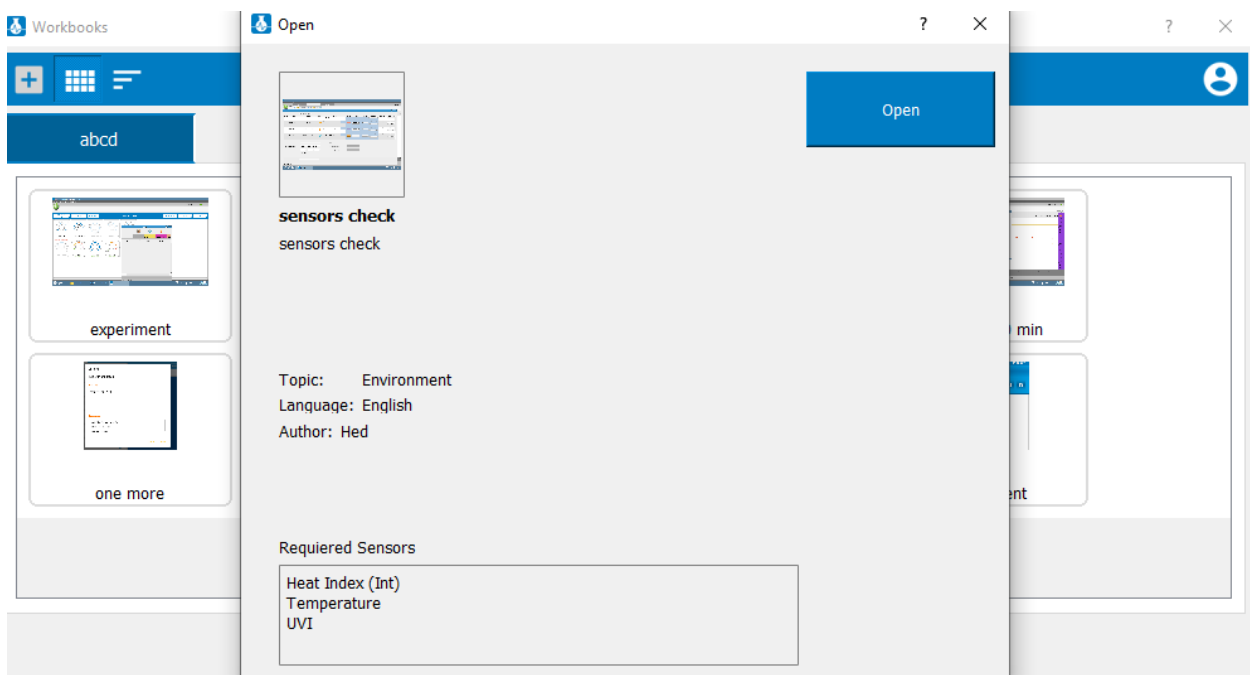 Workbooks
Open
?
?
Open
abcd
sensors check
sensors check
experiment
min
Topic: Environment
Language: English
Author: Hed
one more
ent
Requiered Sensors
Heat Index (Int)
Temperature
UVI